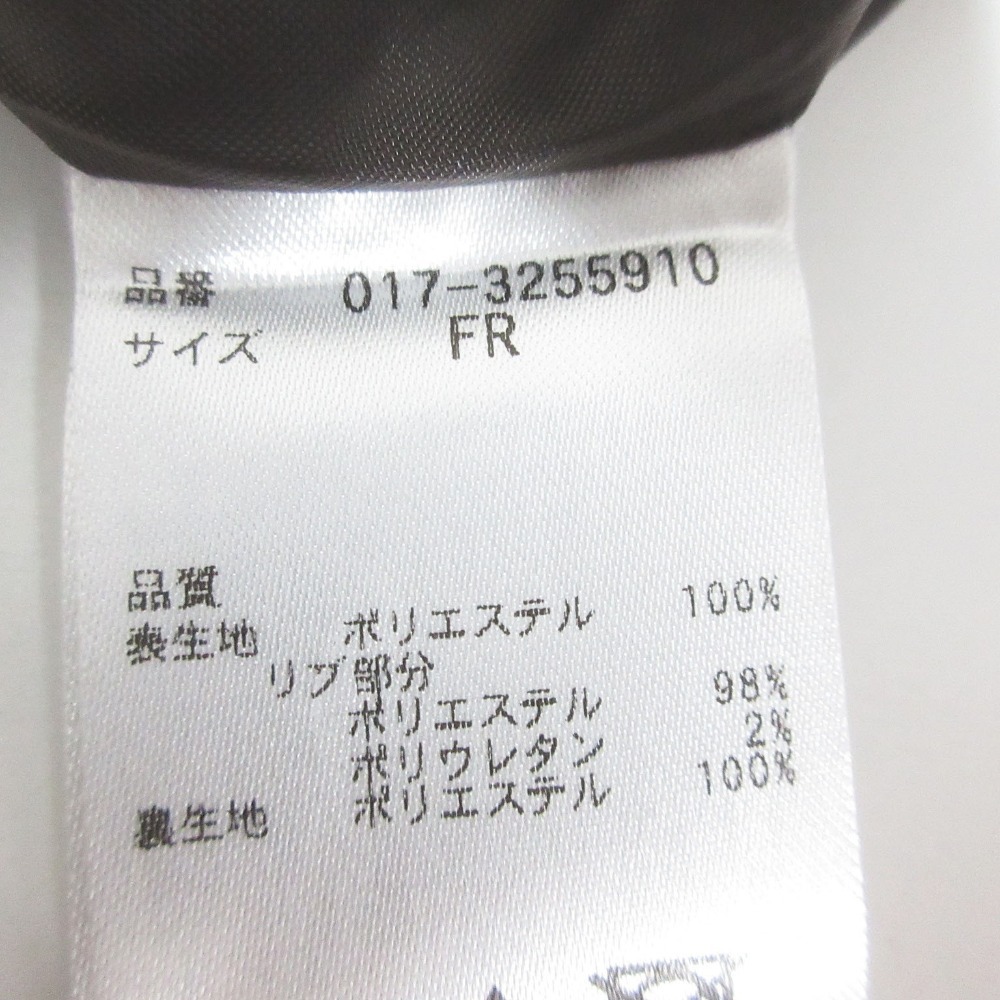 品番 017-3255910
サイズ FR
品質
表生地 ポリエステル 100%
リブ部分
ポリエステル 98%
ポリウレタン 2%
裏生地 ポリエステル 100%